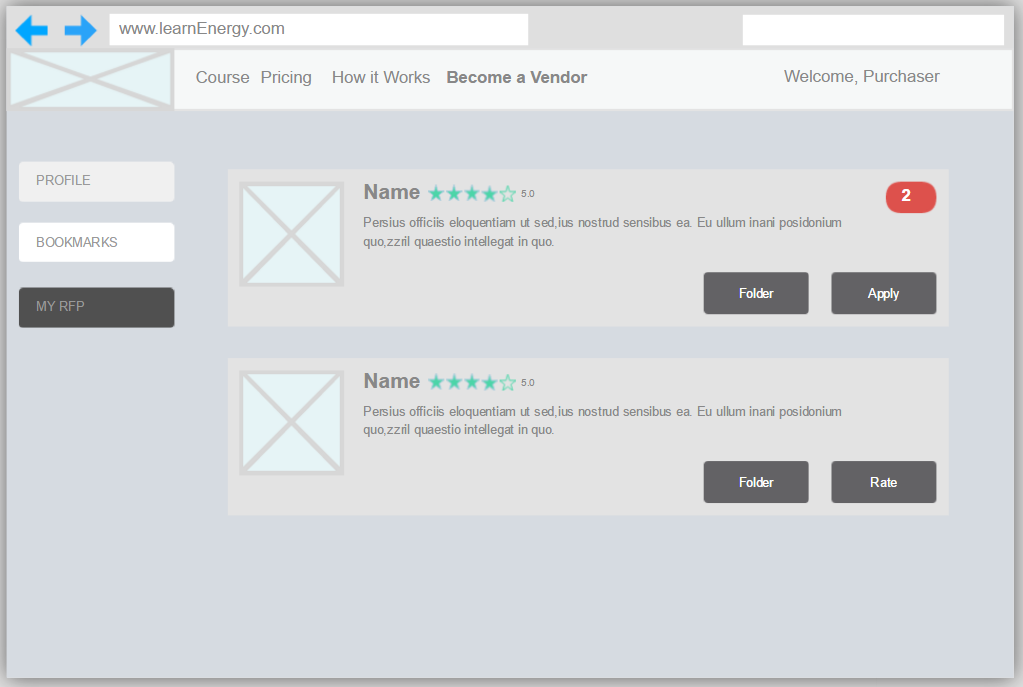 www.learnEnergy.com
Course Pricing How it Works Become a Vendor Welcome, Purchaser
PROFILE
BOOKMARKS
MY RFP
Name 5.0
2
Persius officiis eloquentiam ut sed,ius nostrud sensibus ea. Eu ullum inani posidonium
quo,zzril quaestio intellegat in quo.
Folder Apply
Name 5.0
Persius officiis eloquentiam ut sed,ius nostrud sensibus ea. Eu ullum inani posidonium
quo,zzril quaestio intellegat in quo.
Folder Rate